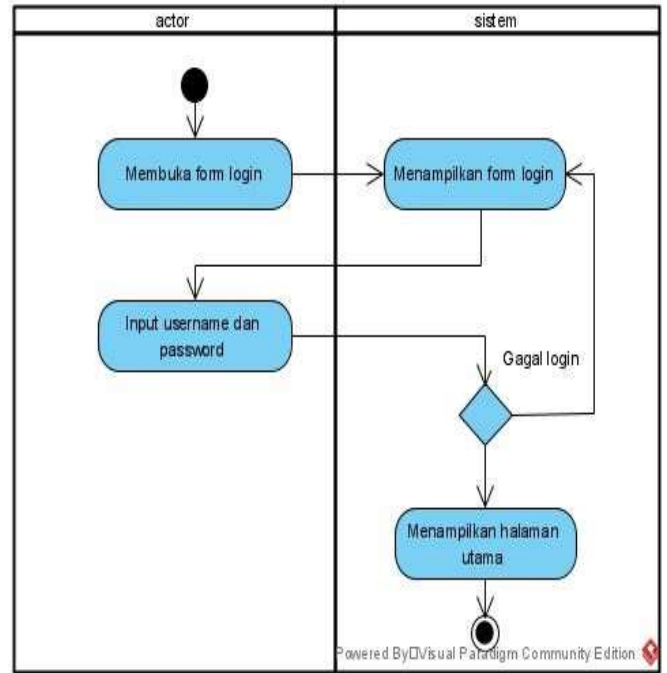 actor
sistem
Membuka form login
Menampilkan form login
Input username dan
password
Gagal login
Menampilkan halaman
utama
Powered By Visual Paradigm Community Edition